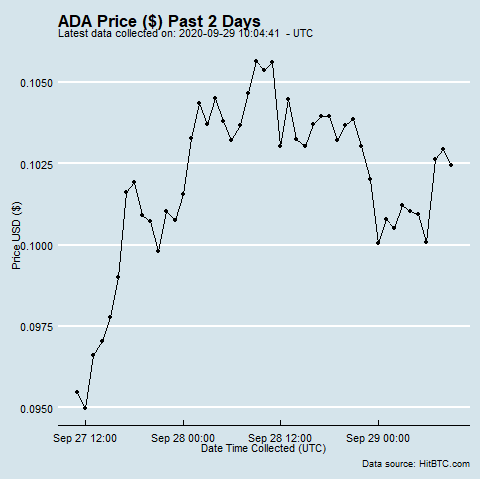 ADA Price ($) Past 2 Days
Latest data collected on: 2020-09-29 10:04:41  - UTC
0.1050
0.1025
0.1000
0.0975
0.0950
Price USD ($)
Sep 27 12:00 Sep 28 00:00 Sep 28 12:00 Sep 29 00:00
Date Time Collected (UTC)
Data source: HitBTC.com